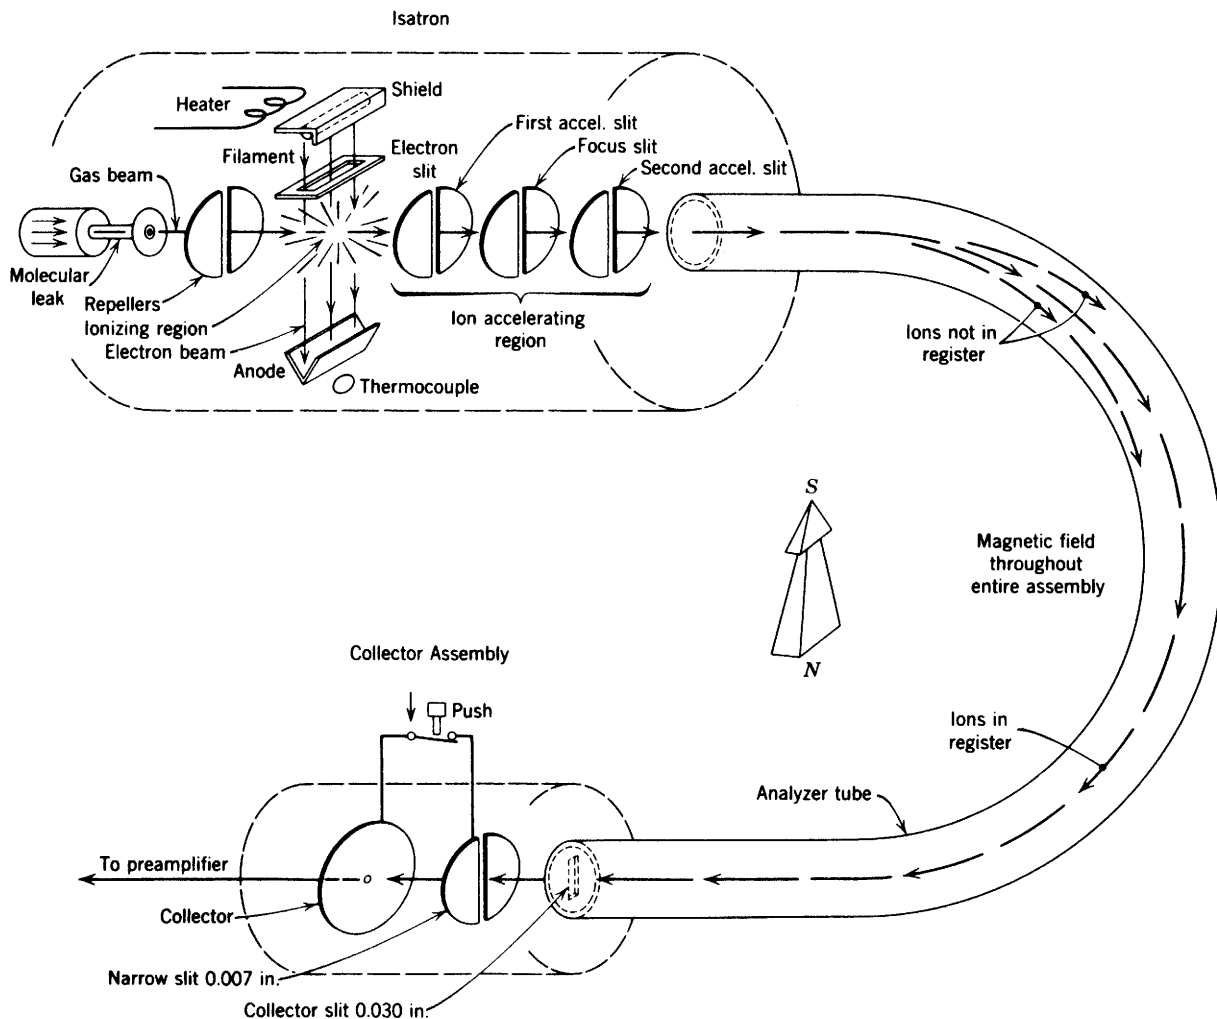 Isatron
Heater
Shield
First accel. slit
Filament
Electron
slit
Focus slit
Second accel. slit
Gas beam
Molecular
leak
Repellers
Ionizing region
Electron beam
Anode
Thermocouple
Ion accelerating
region
Ions not in
register
S
N
Magnetic field
throughout
entire assembly
Collector Assembly
Push
Ions in
register
Analyzer tube
To preamplifier
Collector
Narrow slit 0.007 in.
Collector slit 0.030 in.